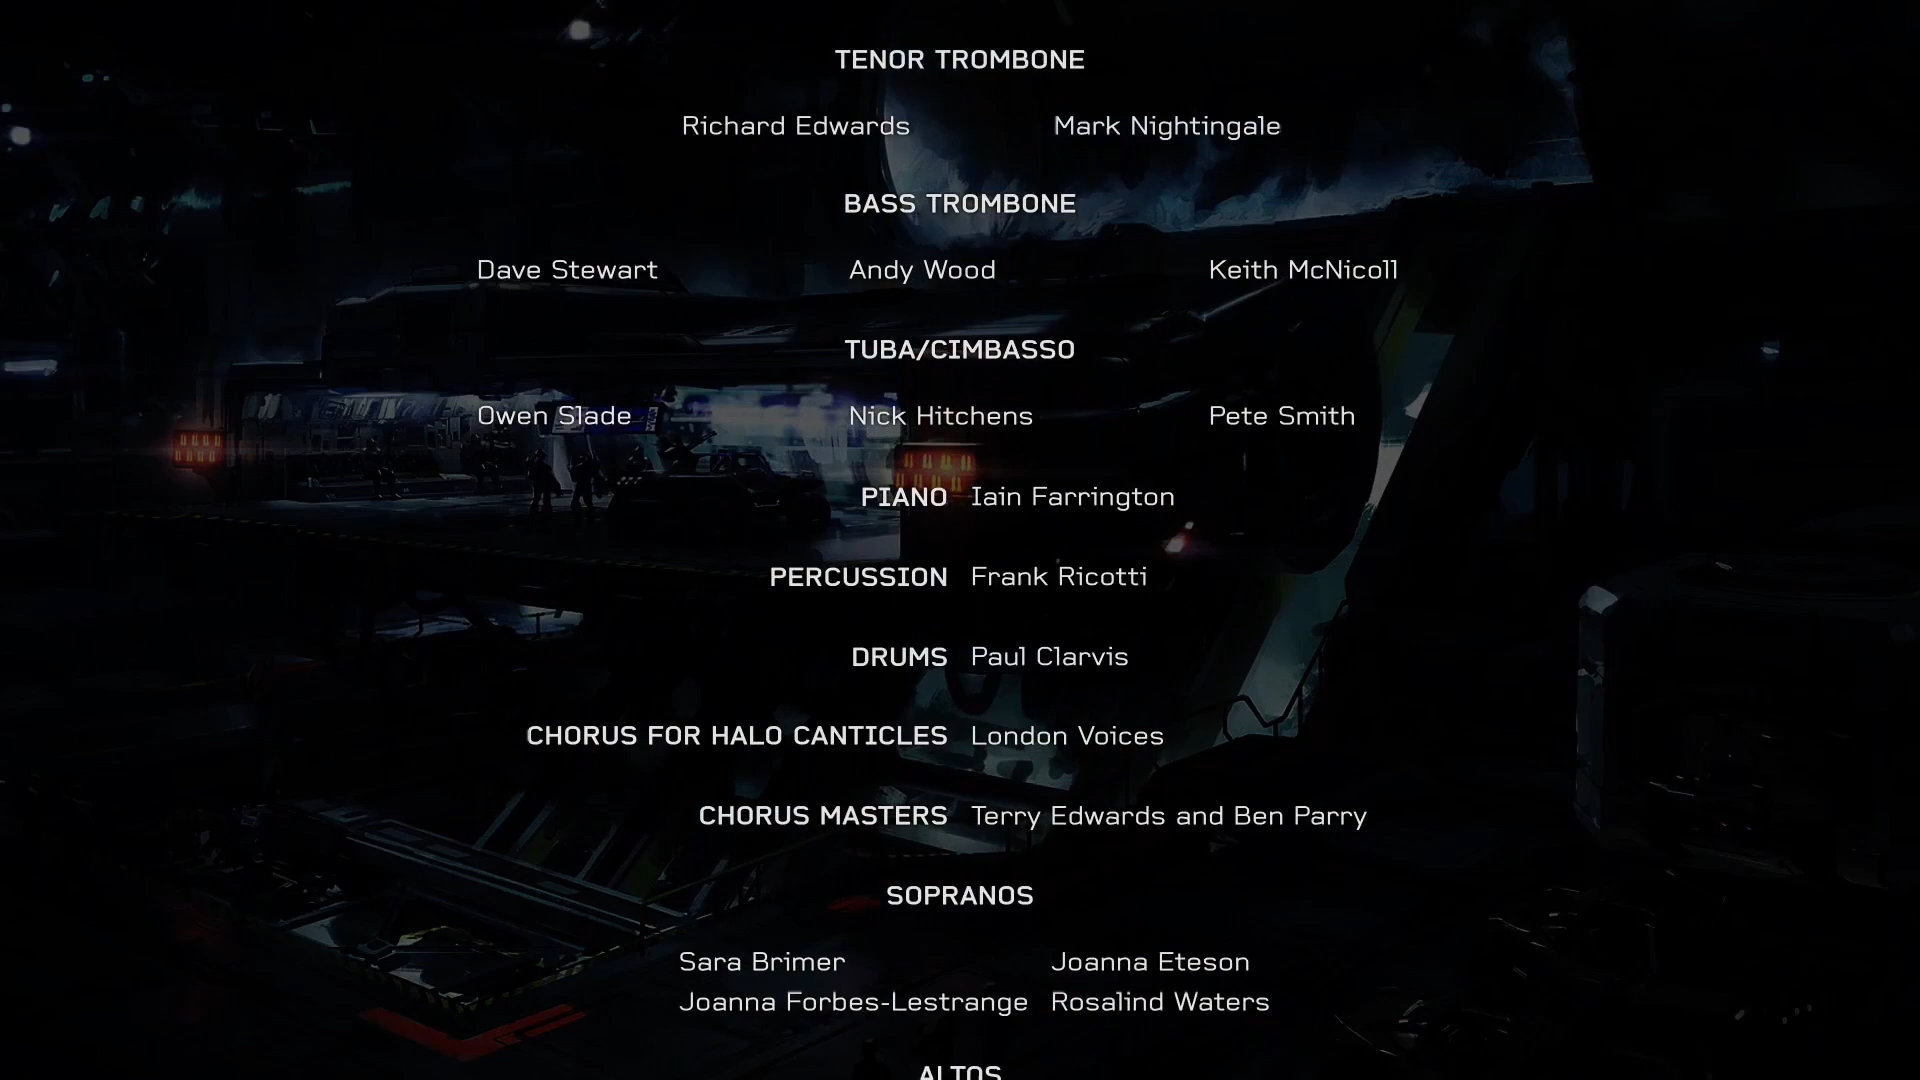 TENOR TROMBONE
Richard Edwards Mark Nightingale
BASS TROMBONE
Dave Stewart Andy Wood Keith McNicoll
TUBA/CIMBASSO
Owen Slade Nick Hitchens Pete Smith
PIANO Iain Farrington
PERCUSSION Frank Ricotti
DRUMS Paul Clarvis
CHORUS FOR HALO CANTICLES London Voices
CHORUS MASTERS Terry Edwards and Ben Parry
SOPRANOS
Sara Brimer Joanna Eteson
Joanna Forbes-Lestrange Rosalind Waters
ALTOS